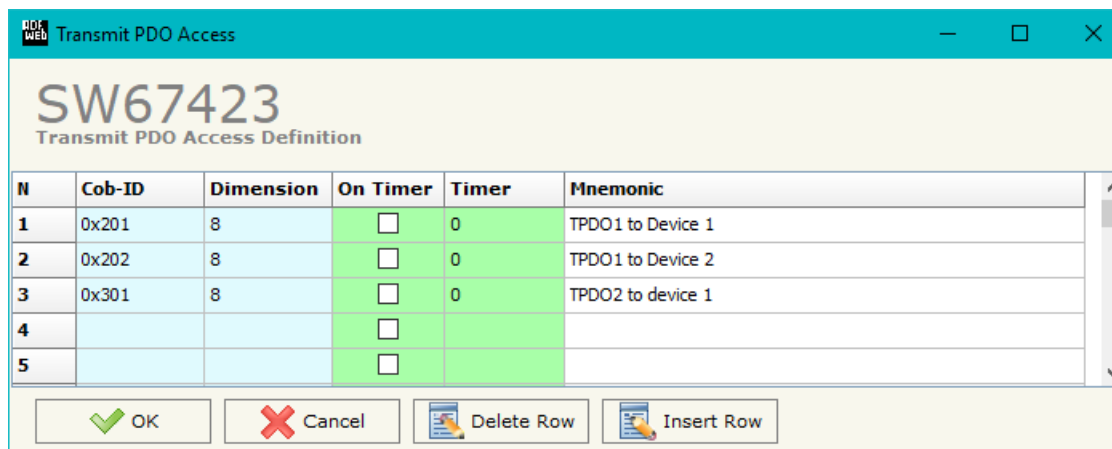 ADF WEB Transmit PDO Access
SW67423
Transmit PDO Access Definition
N Cob-ID Dimension On Timer Timer Mnemonic
1 0x201 8 0 TPDO1 to Device 1
2 0x202 8 0 TPDO1 to Device 2
3 0x301 8 0 TPDO2 to device 1
4
5
OK Cancel Delete Row Insert Row